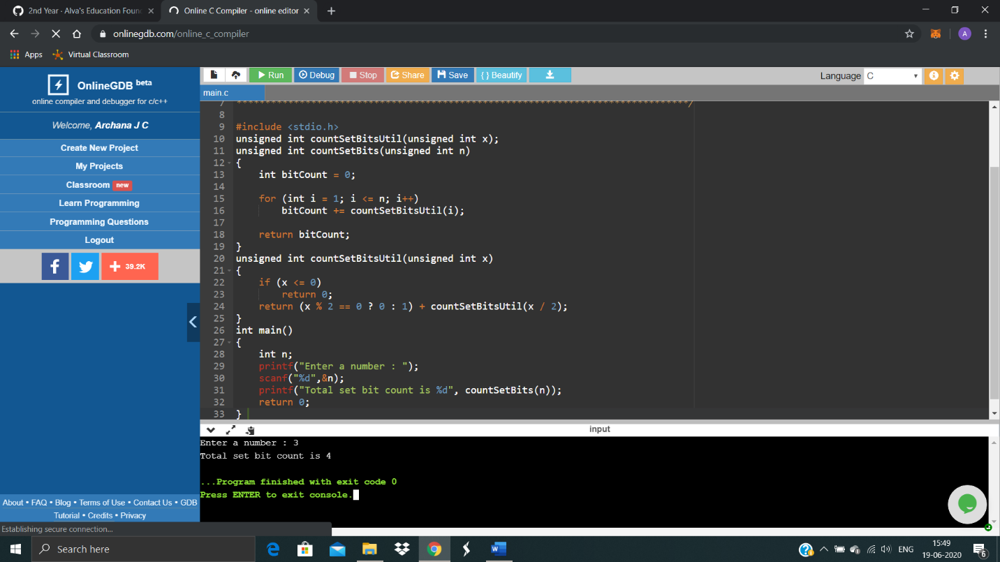 2nd Year - Alva's Education Foun
Online C Compiler - online editor
onlinegdb.com/online_c_compiler
A
Apps
Virtual Classroom
OnlineGDB beta
online compiler and debugger for c/c++
Welcome, Archana J C
Create New Project
My Projects
Classroom new
Learn Programming
Programming Questions
Logout
39.2K
About • FAQ • Blog • Terms of Use • Contact Us • GDB
Tutorial • Credits • Privacy
Establishing secure connection...
Run Debug Stop Share Save { } Beautify
Language C
main.c
7 *******************************************************************************/
8
9 #include <stdio.h>
10 unsigned int countSetBitsUtil(unsigned int x);
11 unsigned int countSetBits(unsigned int n)
12 {
13 int bitCount = 0;
14
15 for (int i = 1; i <= n; i++)
16 bitCount += countSetBitsUtil(i);
17
18 return bitCount;
19 }
20 unsigned int countSetBitsUtil(unsigned int x)
21 {
22 if (x <= 0)
23 return 0;
24 return (x % 2 == 0 ? 0 : 1) + countSetBitsUtil(x / 2);
25 }
26 int main()
27 {
28 int n;
29 printf("Enter a number : ");
30 scanf("%d",&n);
31 printf("Total set bit count is %d", countSetBits(n));
32 return 0;
33 }
input
Enter a number : 3
Total set bit count is 4
...Program finished with exit code 0
Press ENTER to exit console.
Search here
ENG
15:49
19-06-2020
6